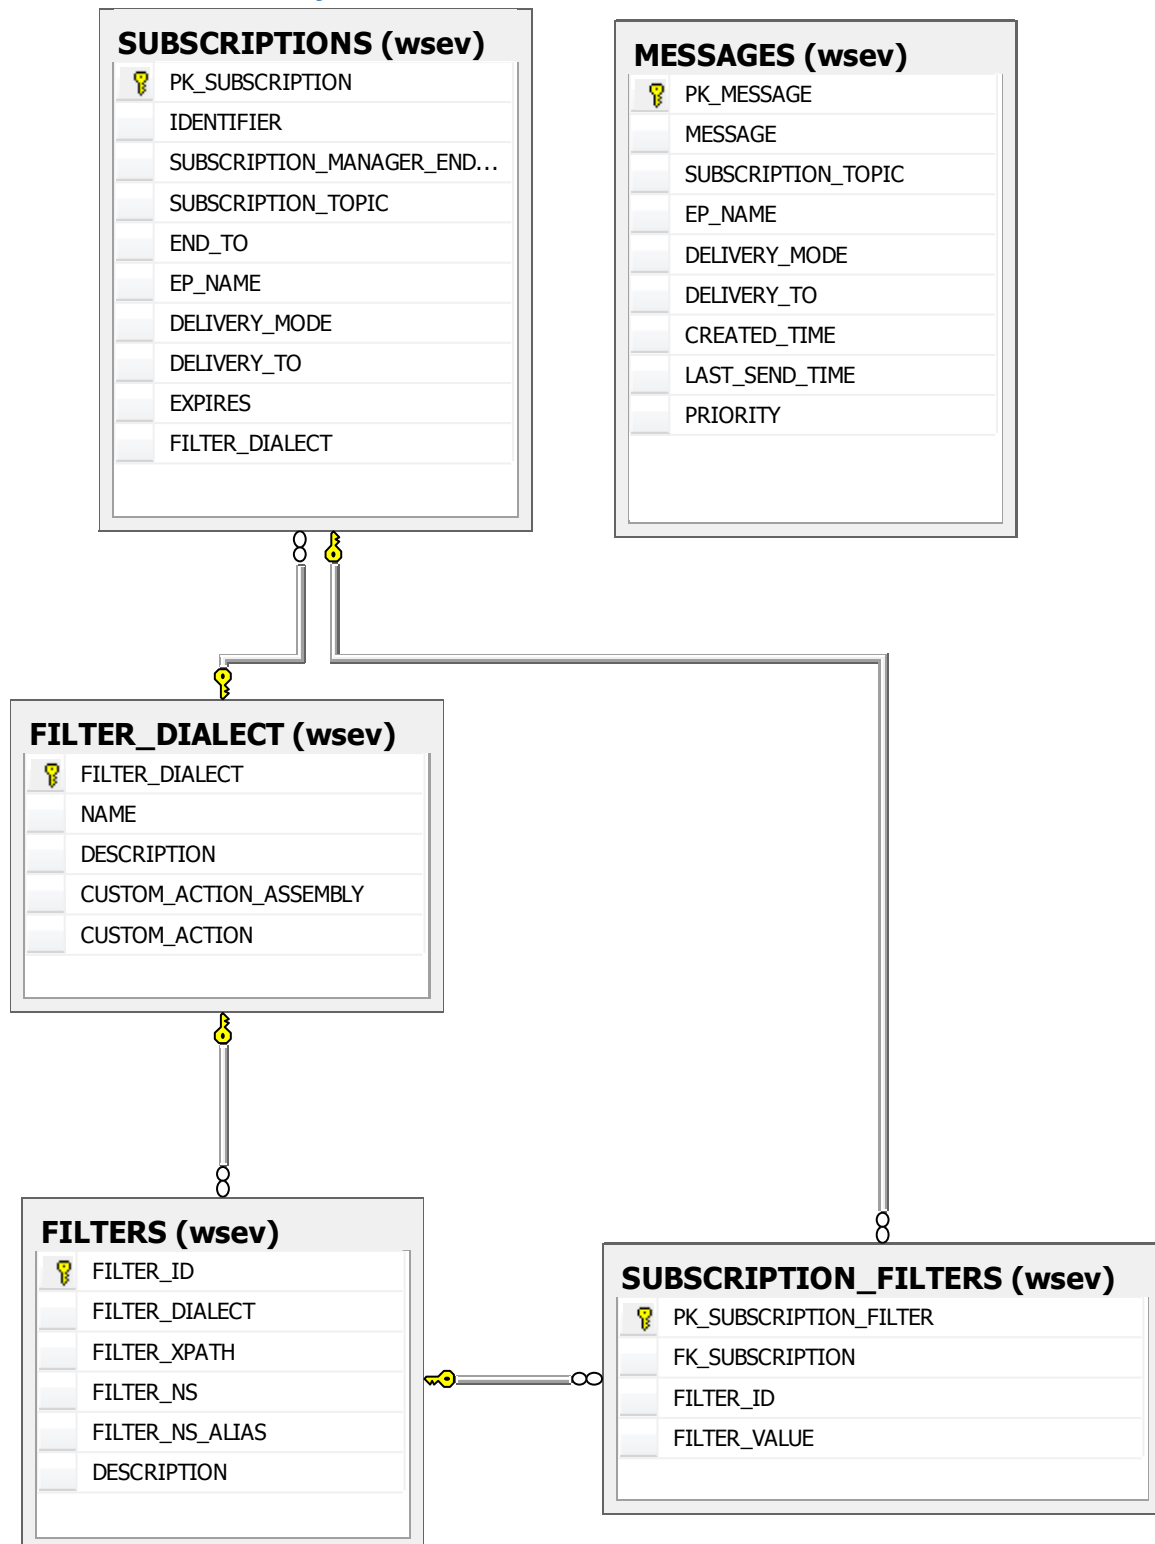 SUBSCRIPTIONS (wsev)
PK_SUBSCRIPTION
IDENTIFIER
SUBSCRIPTION_MANAGER_END...
SUBSCRIPTION_TOPIC
END_TO
EP_NAME
DELIVERY_MODE
DELIVERY_TO
EXPIRES
FILTER_DIALECT
MESSAGES (wsev)
PK_MESSAGE
MESSAGE
SUBSCRIPTION_TOPIC
EP_NAME
DELIVERY_MODE
DELIVERY_TO
CREATED_TIME
LAST_SEND_TIME
PRIORITY
FILTER_DIALECT (wsev)
FILTER_DIALECT
NAME
DESCRIPTION
CUSTOM_ACTION_ASSEMBLY
CUSTOM_ACTION
FILTERS (wsev)
FILTER_ID
FILTER_DIALECT
FILTER_XPATH
FILTER_NS
FILTER_NS_ALIAS
DESCRIPTION
SUBSCRIPTION_FILTERS (wsev)
PK_SUBSCRIPTION_FILTER
FK_SUBSCRIPTION
FILTER_ID
FILTER_VALUE